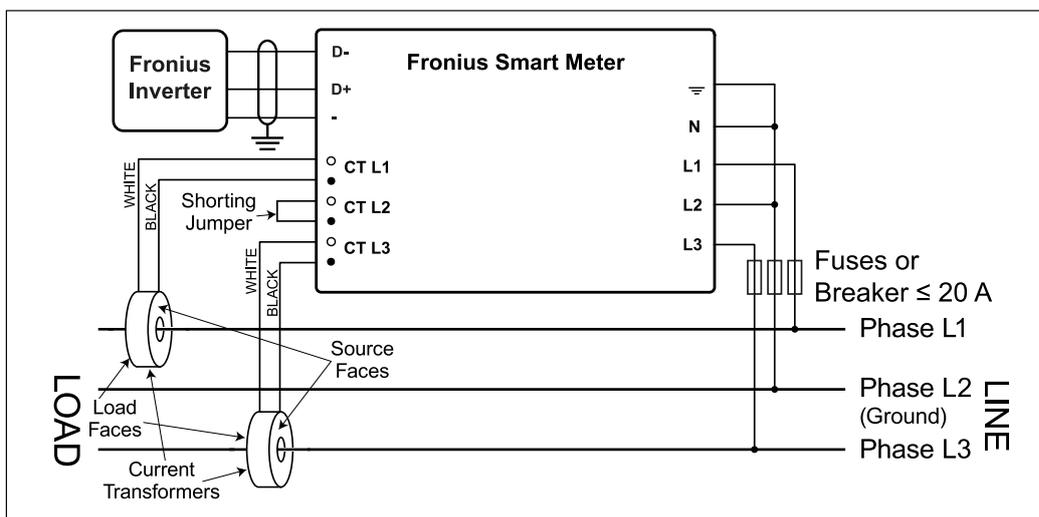 Fronius
Inverter
D-
D+
-
Fronius Smart Meter
N
L1
L2
L3
CT L1
CT L2
CT L3
WHITE
BLACK
Shorting
Jumper
WHITE
BLACK
Fuses or
Breaker ≤ 20 A
Phase L1
Phase L2
(Ground)
Phase L3
LINE
Source
Faces
LOAD
Load
Faces
Current
Transformers